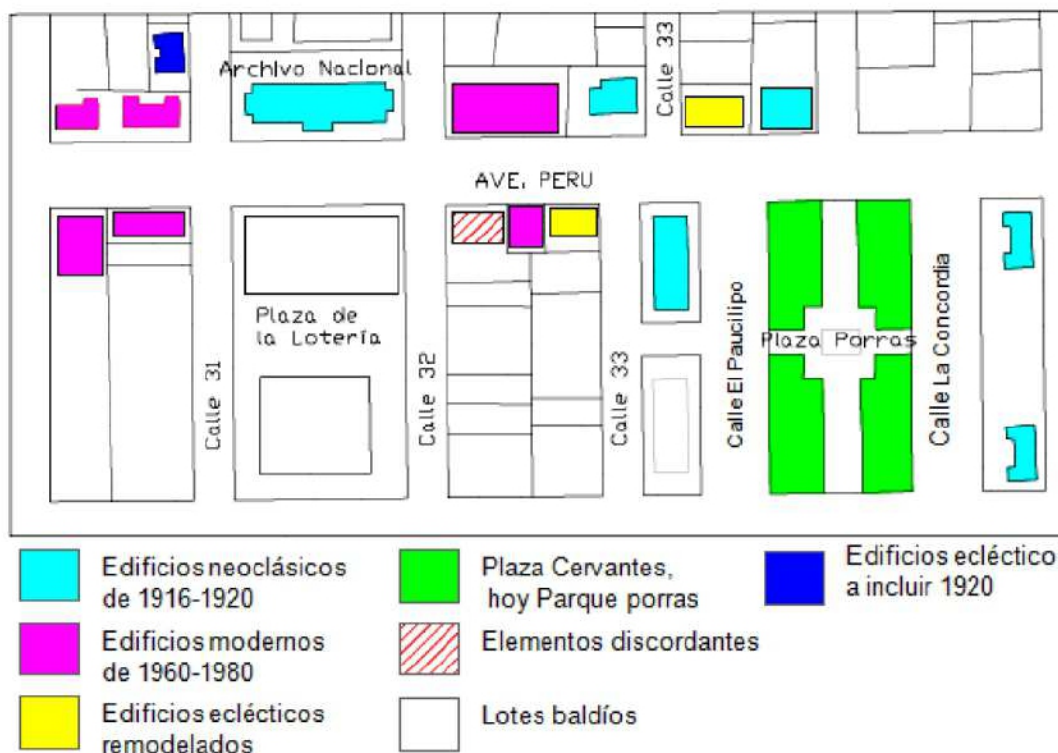 Archivo Nacional
Calle 33
AVE. PERU
Plaza de
la Lotería
Plaza Porras
Calle 31
Calle 32
Calle 33
Calle El Paucilipo
Calle La Concordia
Edificios neoclásicos
de 1916-1920
Edificios modernos
de 1960-1980
Edificios eclécticos
remodelados
Plaza Cervantes,
hoy Parque porras
Elementos discordantes
Lotes baldíos
Edificios ecléctico
a incluir 1920